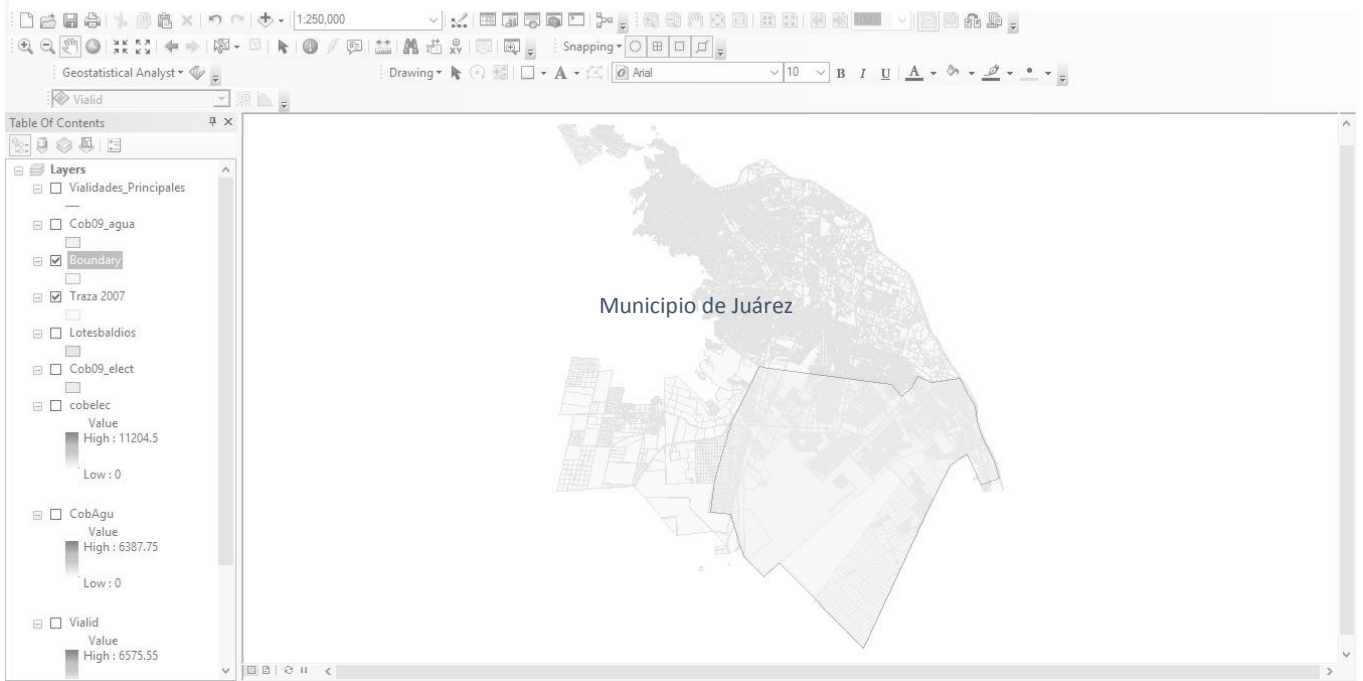 1:250,000
100%
XY
Snapping
Geostatistical Analyst
Drawing
A
Arial
10
B I U A
Vialid
Table Of Contents
Layers
Vialidades_Principales
Cob09_agua
Boundary
Traza 2007
Lotesbaldios
Cob09_elect
cobelec
Value
High : 11204.5
Low : 0
CobAgu
Value
High : 6387.75
Low : 0
Vialid
Value
High : 6575.55
Municipio de Juárez